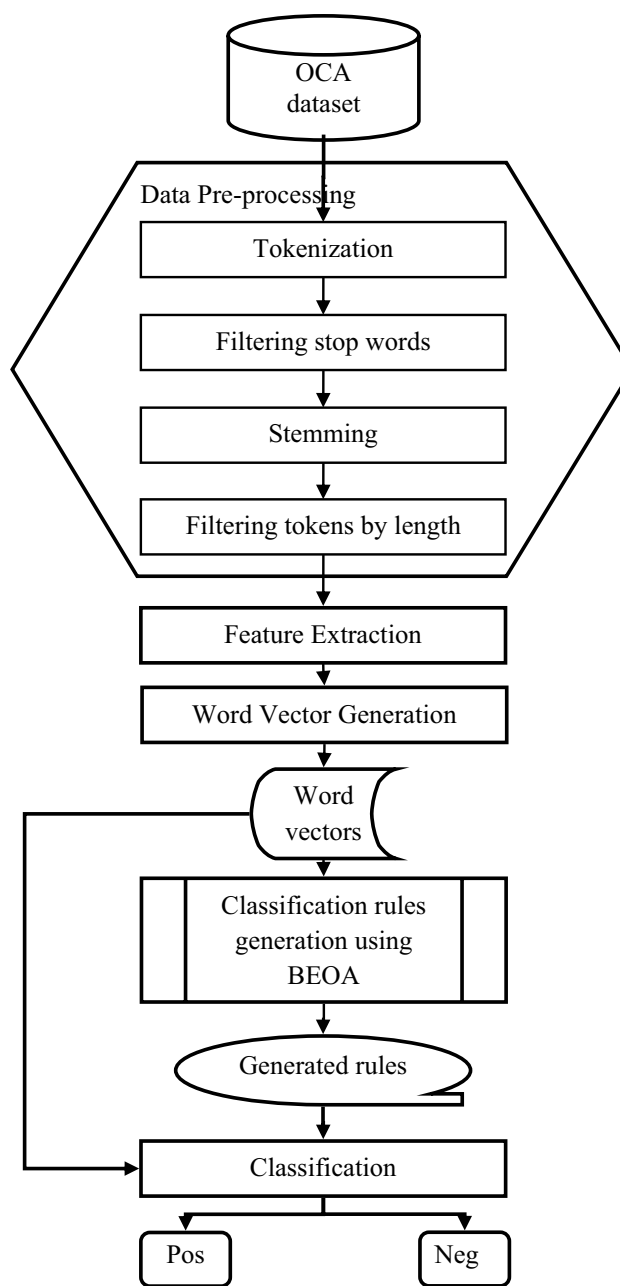 OCA
dataset
Data Pre-processing
Tokenization
Filtering stop words
Stemming
Filtering tokens by length
Feature Extraction
Word Vector Generation
Word
vectors
Classification rules
generation using
BEOA
Generated rules
Classification
Pos
Neg